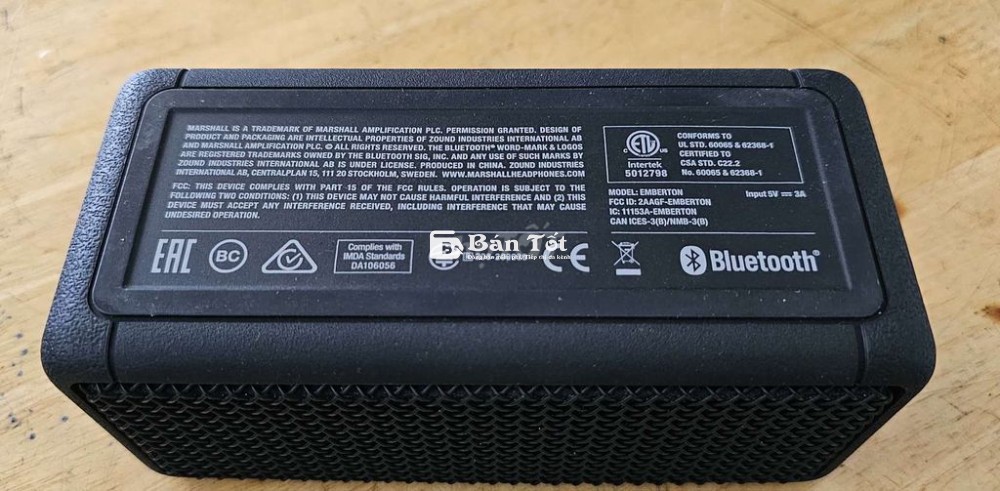 MARSHALL IS A TRADEMARK OF MARSHALL AMPLIFICATION PLC. PERMISSION GRANTED. DESIGN OF
PRODUCT AND PACKAGING ARE INTELLECTUAL PROPERTIES OF ZOUND INDUSTRIES INTERNATIONAL AB
AND MARSHALL AMPLIFICATION PLC. © ALL RIGHTS RESERVED. THE BLUETOOTH® WORD-MARK & LOGOS
ARE REGISTERED TRADEMARKS OWNED BY THE BLUETOOTH SIG, INC. AND ANY USE OF SUCH MARKS BY
ZOUND INDUSTRIES INTERNATIONAL AB IS UNDER LICENSE. PRODUCED IN CHINA. ZOUND INDUSTRIES
INTERNATIONAL AB, CENTRALPLAN 15, 111 20 STOCKHOLM, SWEDEN. WWW.MARSHALLHEADPHONES.COM
FCC: THIS DEVICE COMPLIES WITH PART 15 OF THE FCC RULES. OPERATION IS SUBJECT TO THE
FOLLOWING TWO CONDITIONS: (1) THIS DEVICE MAY NOT CAUSE HARMFUL INTERFERENCE AND (2) THIS
DEVICE MUST ACCEPT ANY INTERFERENCE RECEIVED, INCLUDING INTERFERENCE THAT MAY CAUSE
UNDESIRED OPERATION.
ETL
C US
Intertek
5012798
CONFORMS TO
UL STD. 60065 & 62368-1
CERTIFIED TO
CSA STD. C22.2
No. 60065 & 62368-1
MODEL: EMBERTON
Input 5V ⎓ 3A
FCC ID: 2AAGF-EMBERTON
IC: 11153A-EMBERTON
CAN ICES-3(B)/NMB-3(B)
EAC
BC
Complies with
IMDA Standards
DA106056
Bán Tốt
CE
Bluetooth®